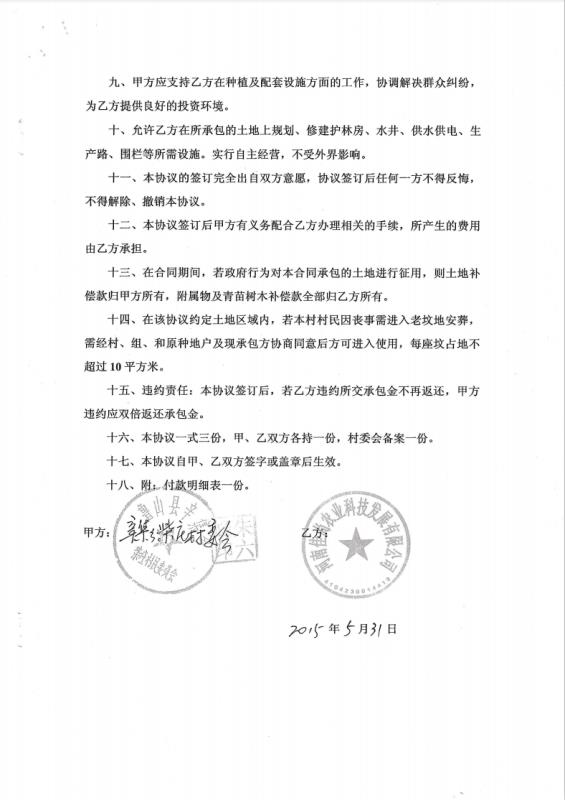 九、甲方应支持乙方在种植及配套设施方面的工作，协调解决群众纠纷，
为乙方提供良好的投资环境。
十、允许乙方在所承包的土地上规划、修建护林房、水井、供水供电、生
产路、围栏等所需设施。实行自主经营，不受外界影响。
十一、本协议的签订完全出自双方意愿，协议签订后任何一方不得反悔，
不得解除、撤销本协议。
十二、本协议签订后甲方有义务配合乙方办理相关的手续，所产生的费用
由乙方承担。
十三、在合同期间，若政府行为对本合同承包的土地进行征用，则土地补
偿款归甲方所有，附属物及青苗树木补偿款全部归乙方所有。
十四、在该协议约定土地区域内，若本村村民因丧事需进入老坟地安葬，
需经村、组、和原种地户及现承包方协商同意后方可进入使用，每座坟占地不
超过10平方米。
十五、违约责任：本协议签订后，若乙方违约所交承包金不再返还，甲方
违约应双倍返还承包金。
十六、本协议一式三份，甲、乙双方各持一份，村委会备案一份。
十七、本协议自甲、乙双方签字或盖章后生效。
十八、附：付款明细表一份。
甲方：
村委会
鲁山县辛
村民委员会
乙方：
农业科技发展有限公司
2015年5月31日